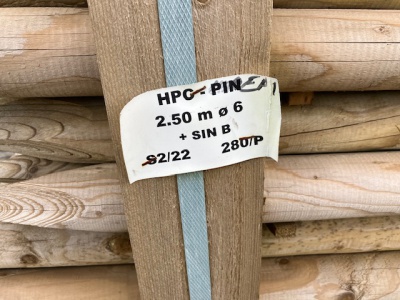 HPC - PIN
2.50 m ø 6
+ SIN B
S2/22 280/P